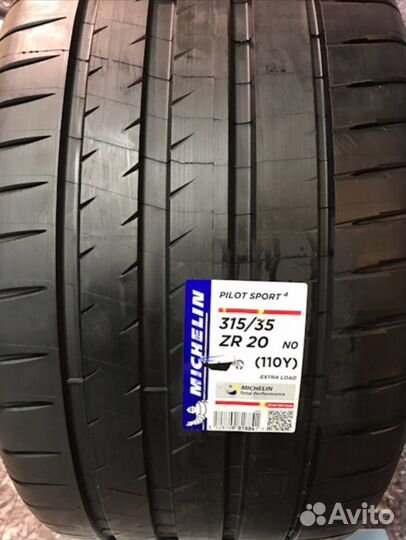 MICHELIN
PILOT SPORT 4
315/35
ZR 20 NO
(110Y)
EXTRA LOAD
MICHELIN
Total Performance
Avito